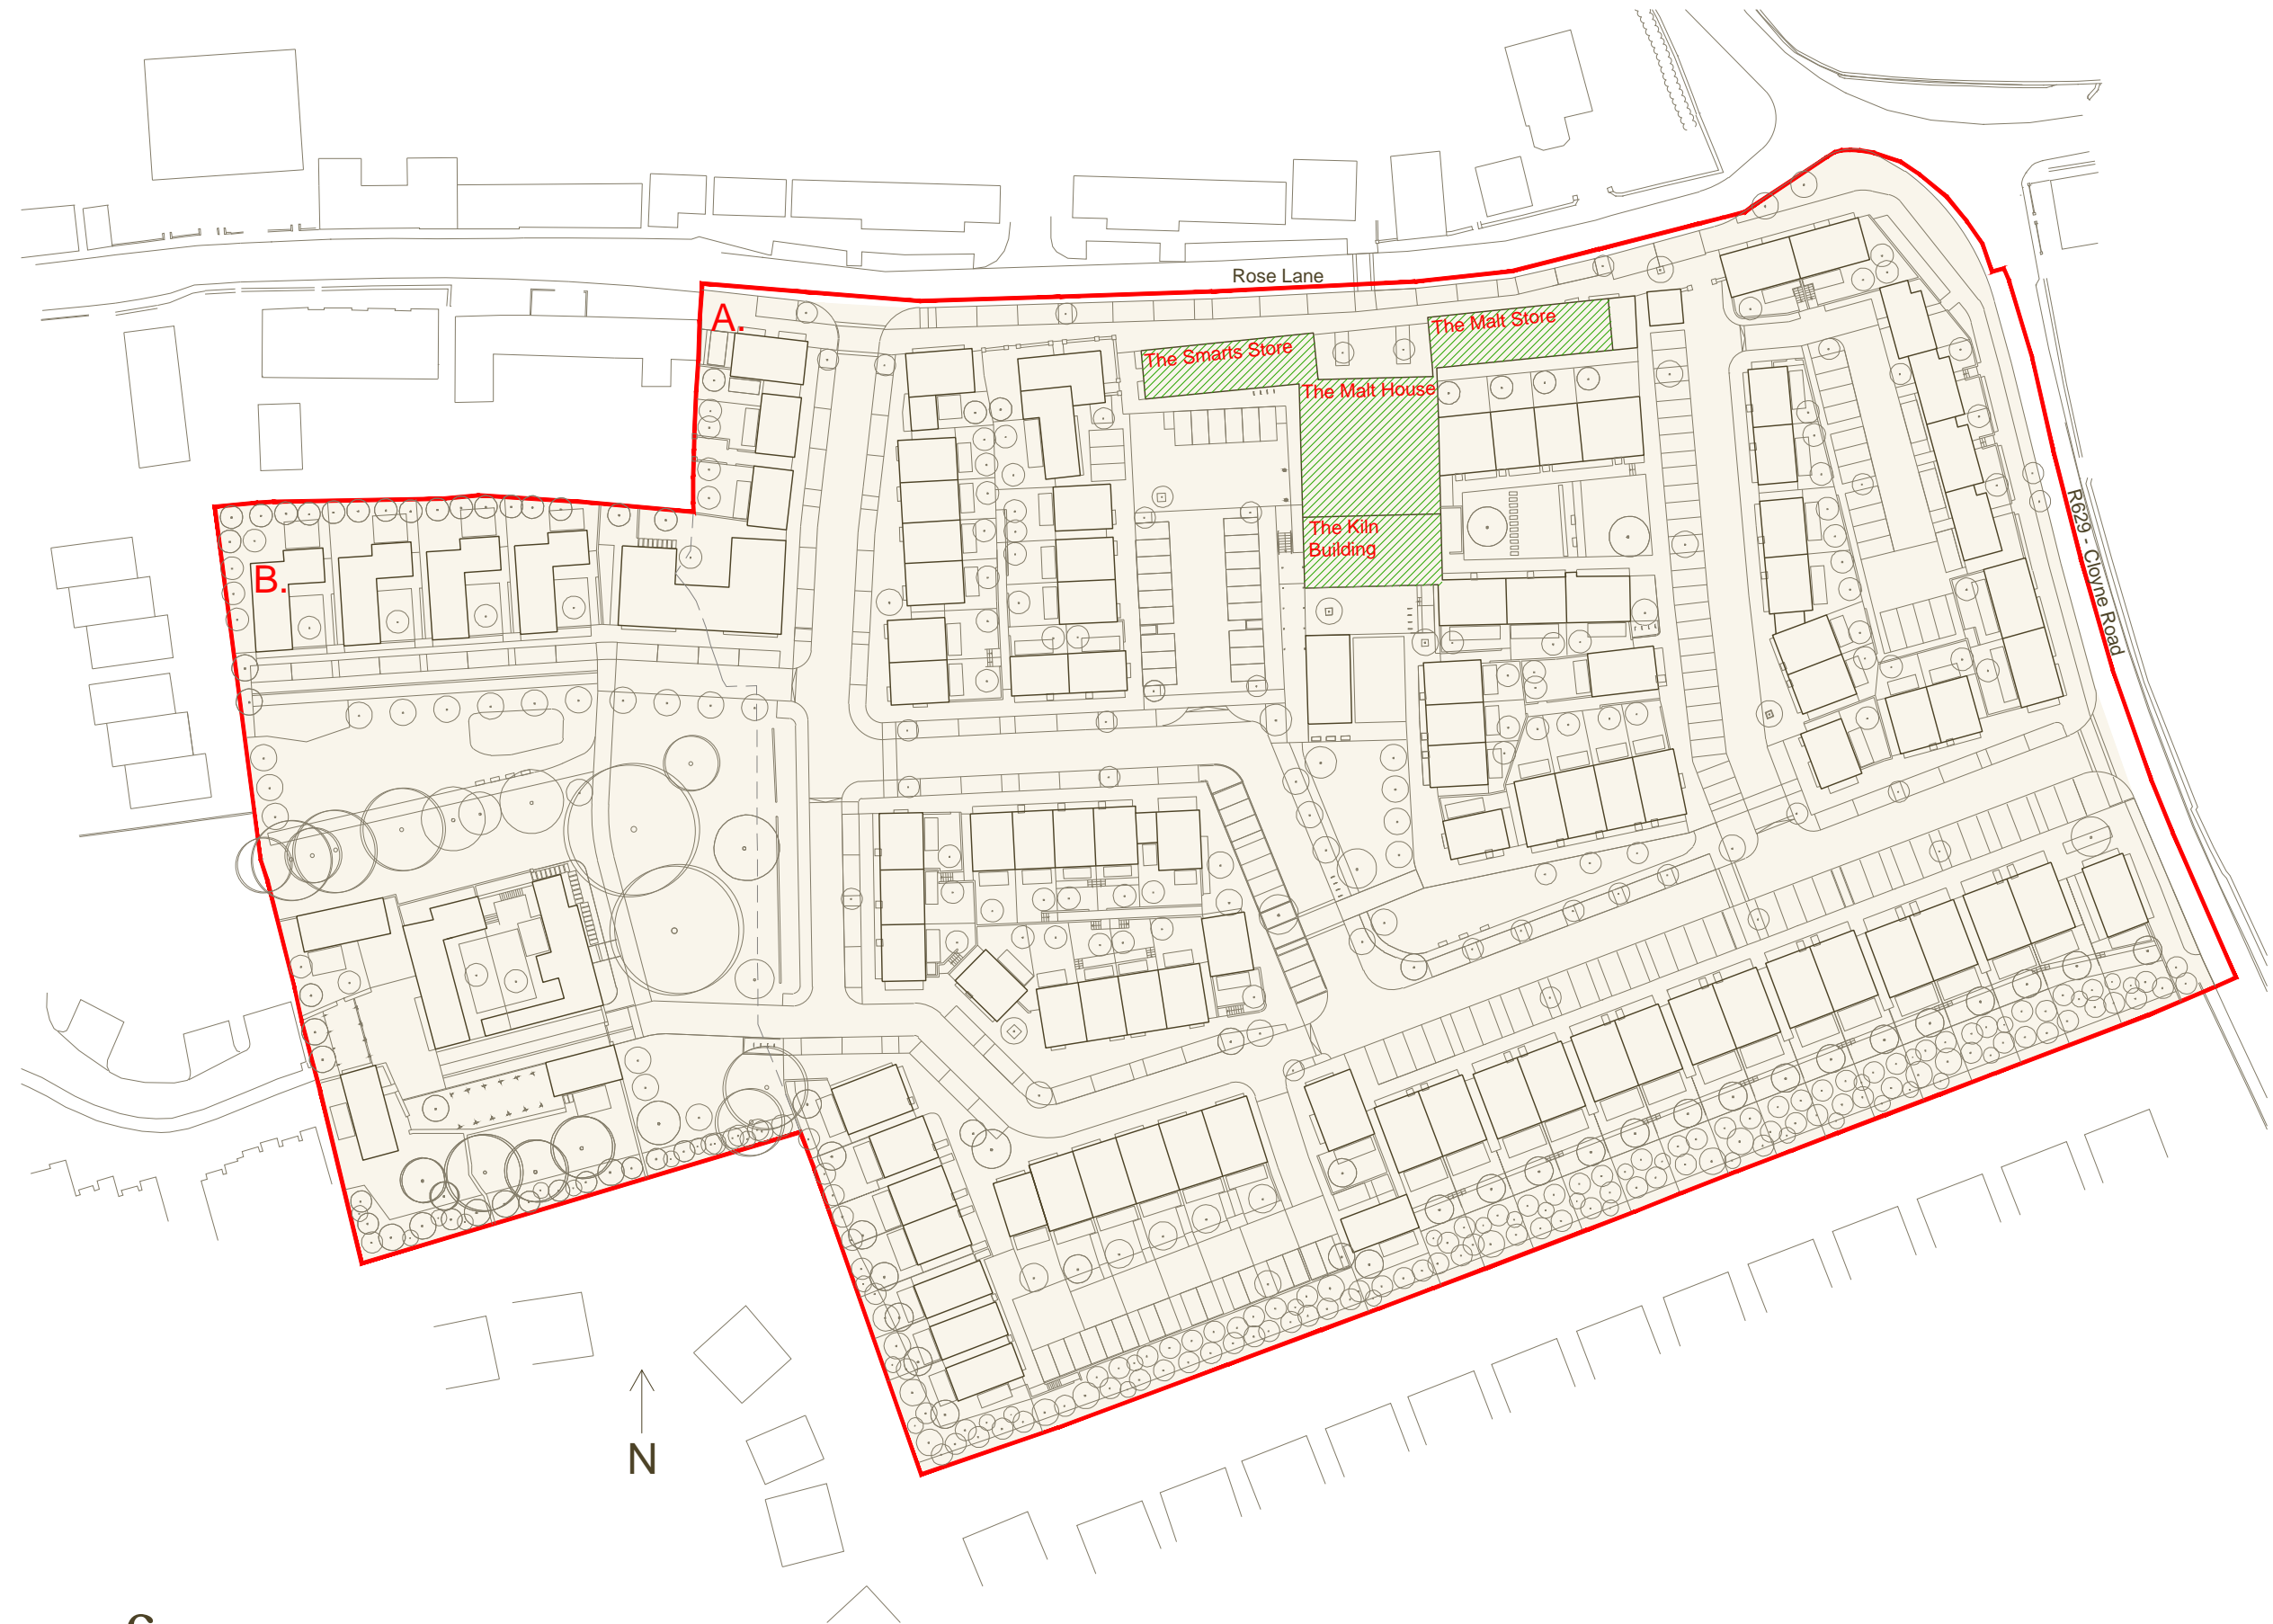 Rose Lane
A.
The Malt Store
The Smarts Store
The Malt House
The Kiln
Building
B.
R629 - Cloyne Road
N